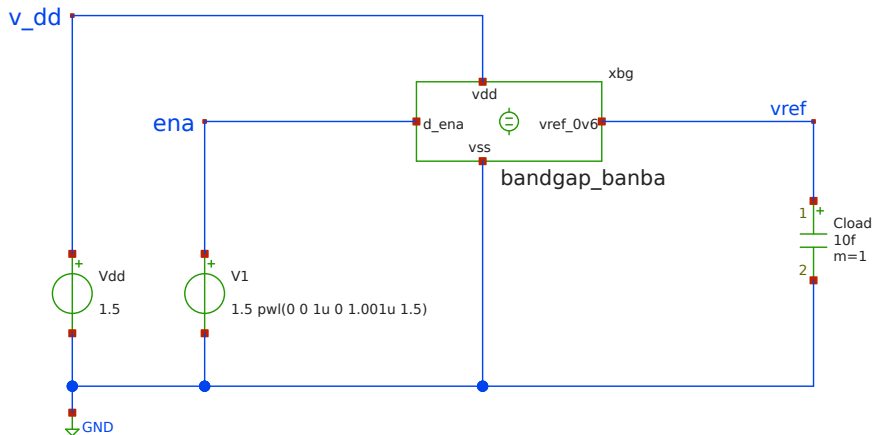 v_dd
xbg
vdd
ena
d_ena
vref_0v6
vref
vss
bandgap_banba
1
Cload
10f
m=1
2
Vdd
1.5
V1
1.5 pwl(0 0 1u 0 1.001u 1.5)
GND